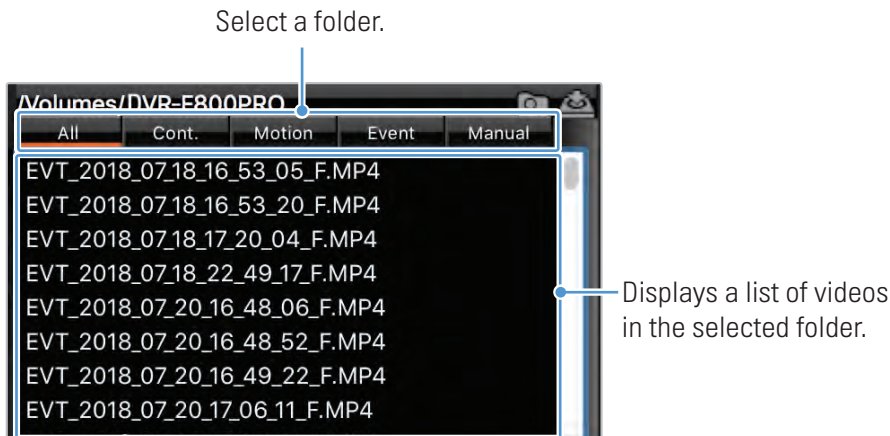 Select a folder.
/Volumes/DVR-F800PRO
All Cont. Motion Event Manual
EVT_2018_07_18_16_53_05_F.MP4
EVT_2018_07_18_16_53_20_F.MP4
EVT_2018_07_18_17_20_04_F.MP4
EVT_2018_07_18_22_49_17_F.MP4
EVT_2018_07_20_16_48_06_F.MP4
EVT_2018_07_20_16_48_52_F.MP4
EVT_2018_07_20_16_49_22_F.MP4
EVT_2018_07_20_17_06_11_F.MP4
Displays a list of videos
in the selected folder.